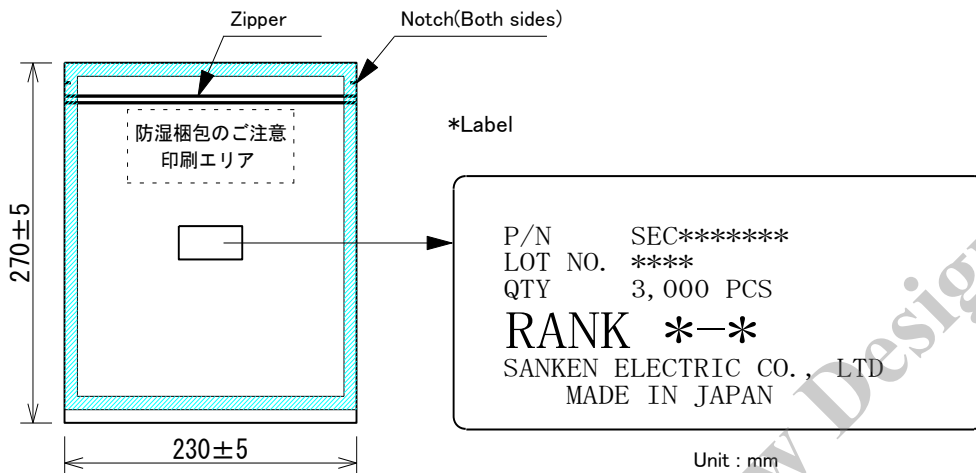 Zipper
Notch(Both sides)
防湿梱包のご注意
印刷エリア
*Label
270±5
230±5
P/N SEC*******
LOT NO. ****
QTY 3,000 PCS
RANK *-*
SANKEN ELECTRIC CO., LTD
MADE IN JAPAN
Unit : mm
w Design